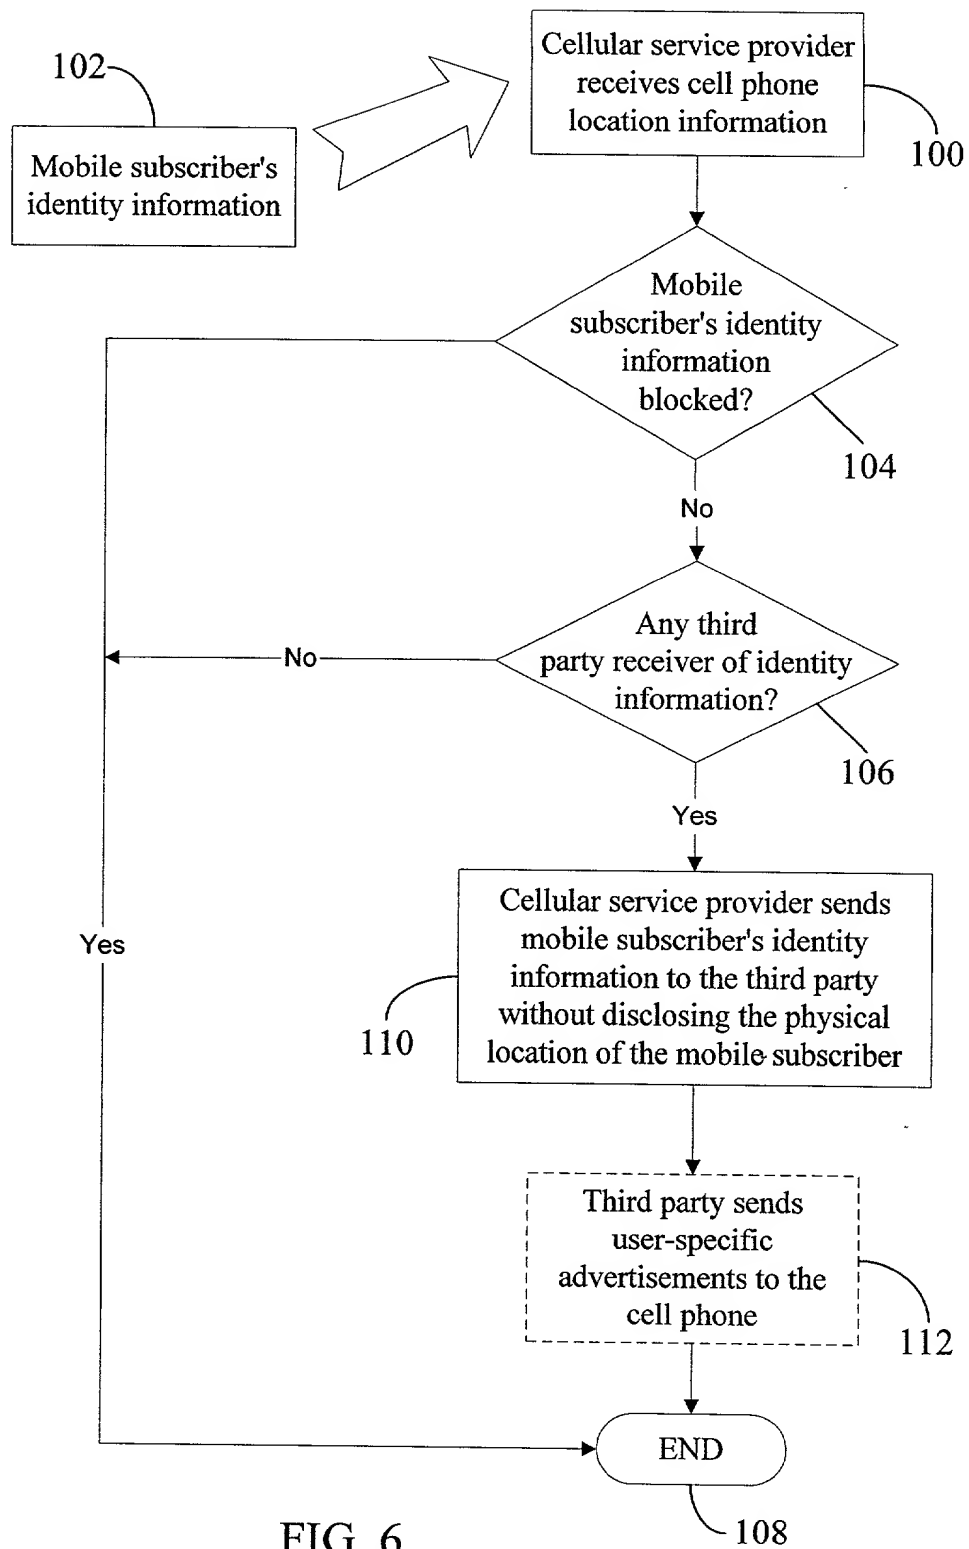 Cellular service provider
receives cell phone
location information
100
102
Mobile subscriber's
identity information
Mobile
subscriber's identity
information
blocked?
104
No
Any third
party receiver of identity
information?
106
No
Yes
Yes
Cellular service provider sends
mobile subscriber's identity
information to the third party
without disclosing the physical
location of the mobile subscriber
110
Third party sends
user-specific
advertisements to the
cell phone
112
END
108
FIG. 6